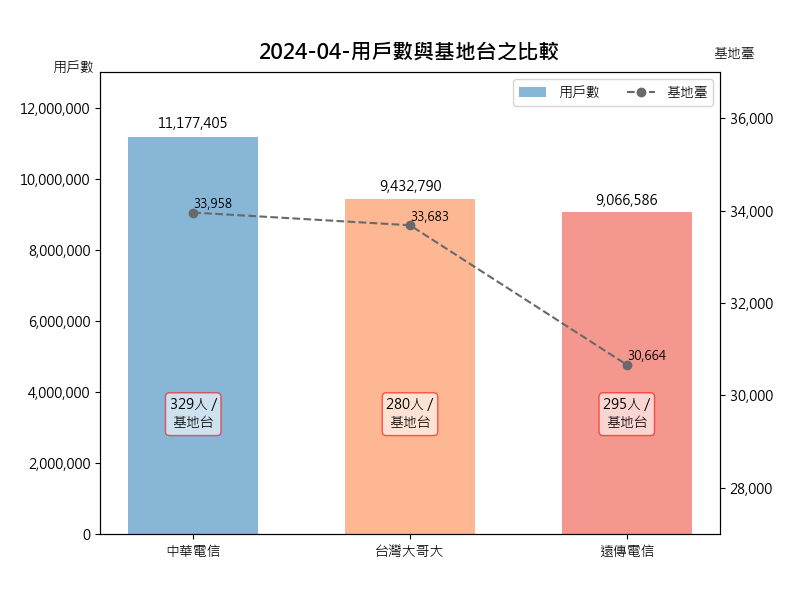 2024-04-用戶數與基地台之比較
用戶數
基地臺
用戶數
基地臺
12,000,000
10,000,000
8,000,000
6,000,000
4,000,000
2,000,000
0
36,000
34,000
32,000
30,000
28,000
11,177,405
9,432,790
9,066,586
33,958
33,683
30,664
329人 /
基地台
280人 /
基地台
295人 /
基地台
中華電信
台灣大哥大
遠傳電信